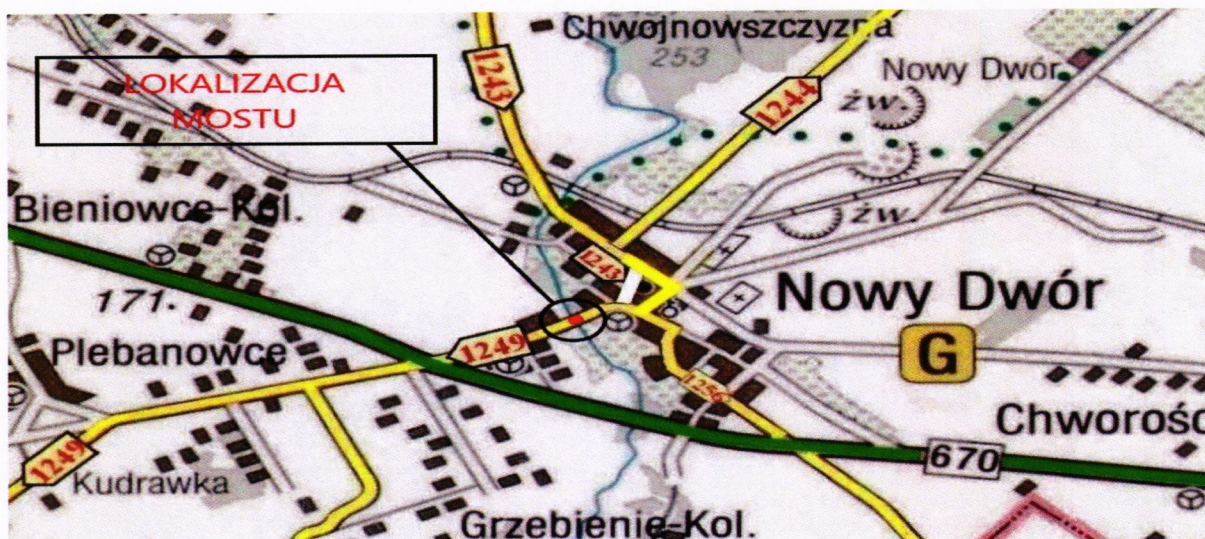 Chwojnowszczyzna
253
1243
1244
Nowy Dwór
żw.
LOKALIZACJA
MOSTU
Bieniowce-Kol.
żw.
1243
171.
Nowy Dwór
Plebanowce
1249
G
1256
Chworośc
670
1249
Kudrawka
Grzebienie-Kol.